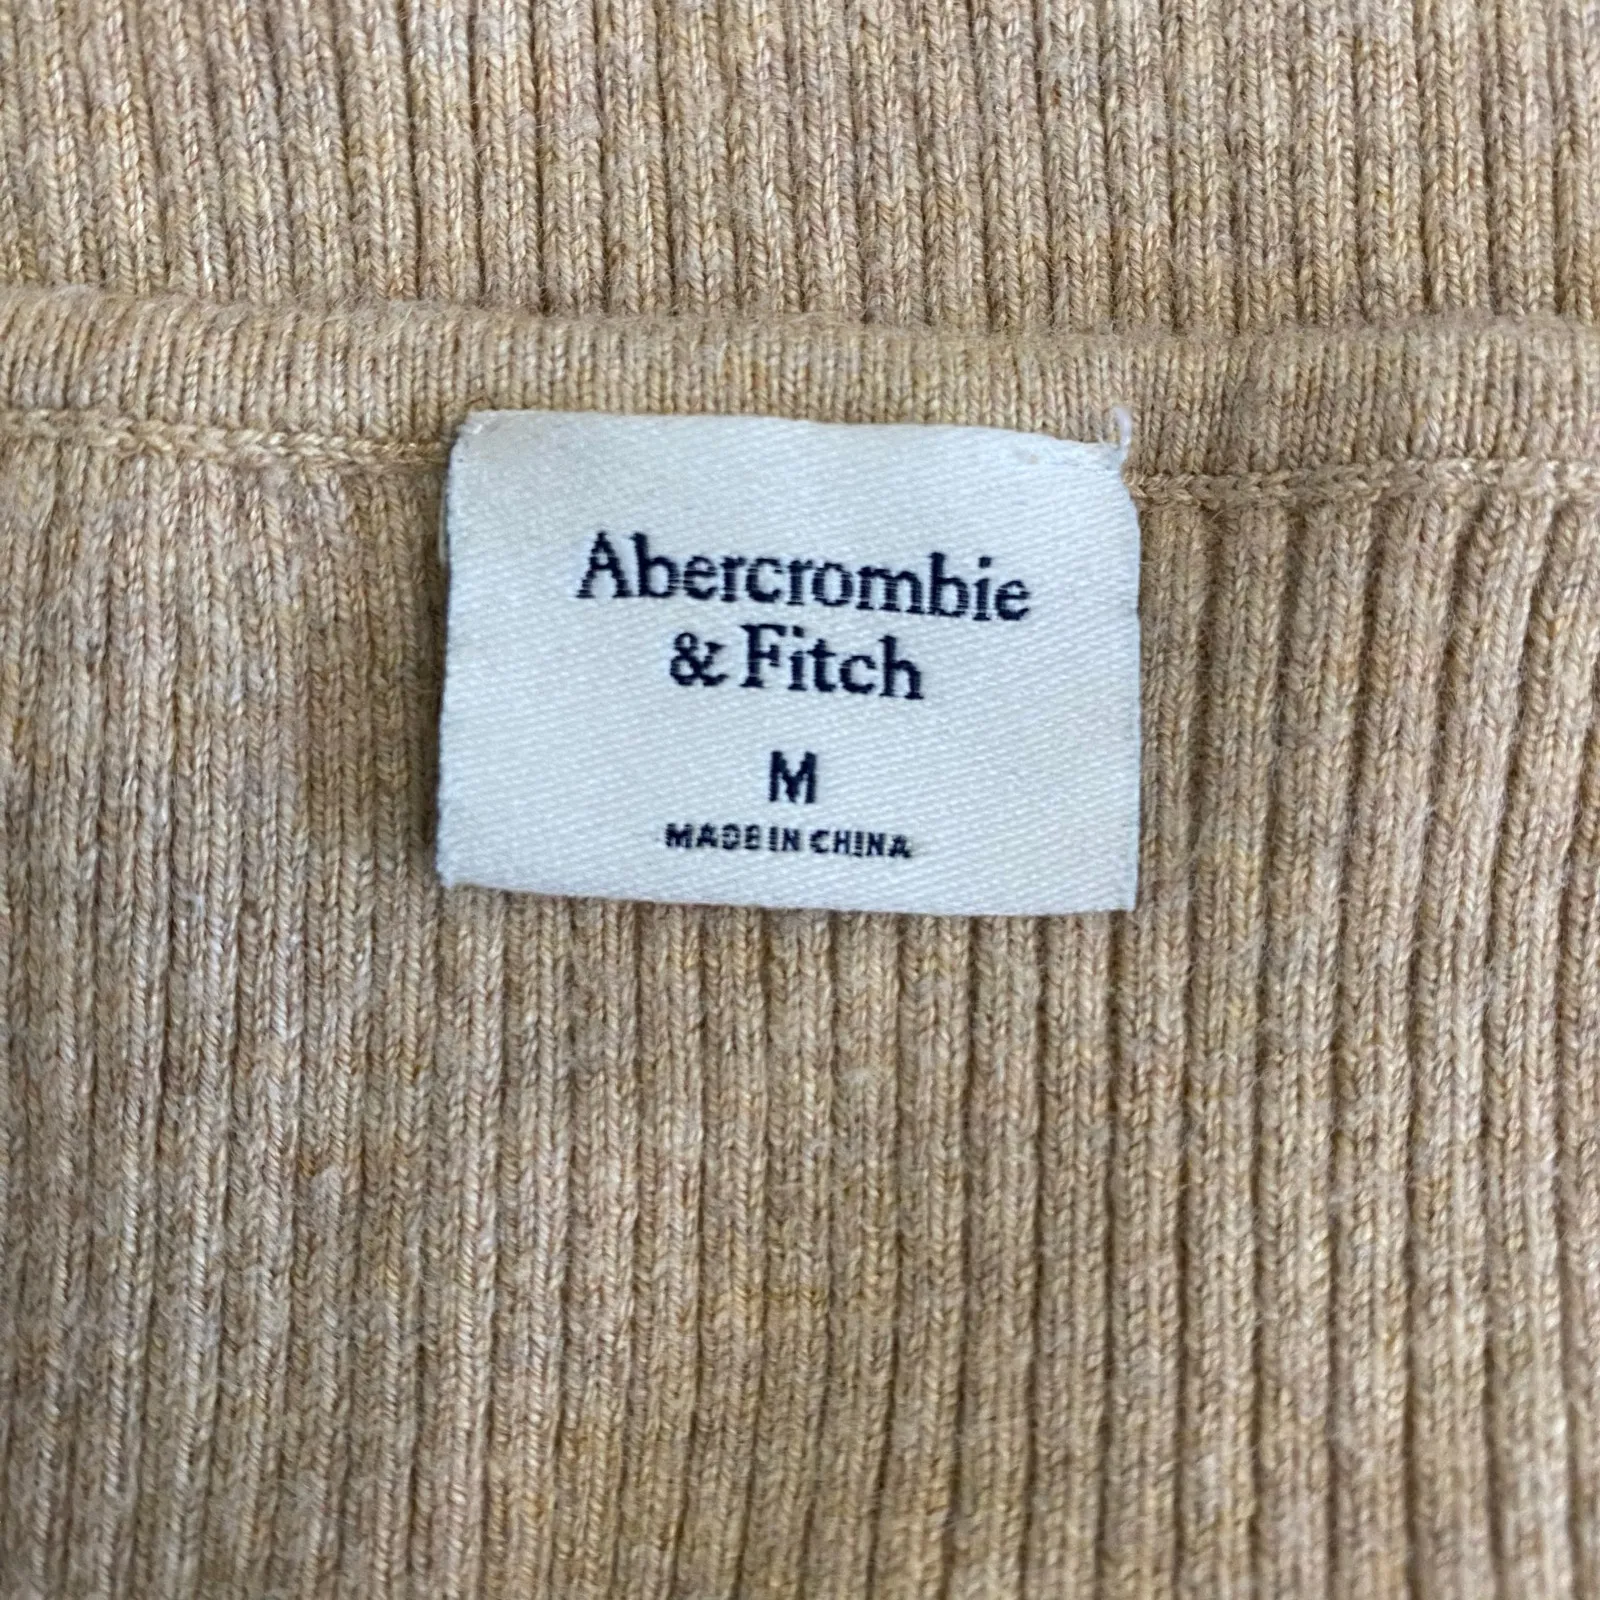 Abercrombie
& Fitch
M
MADE IN CHINA